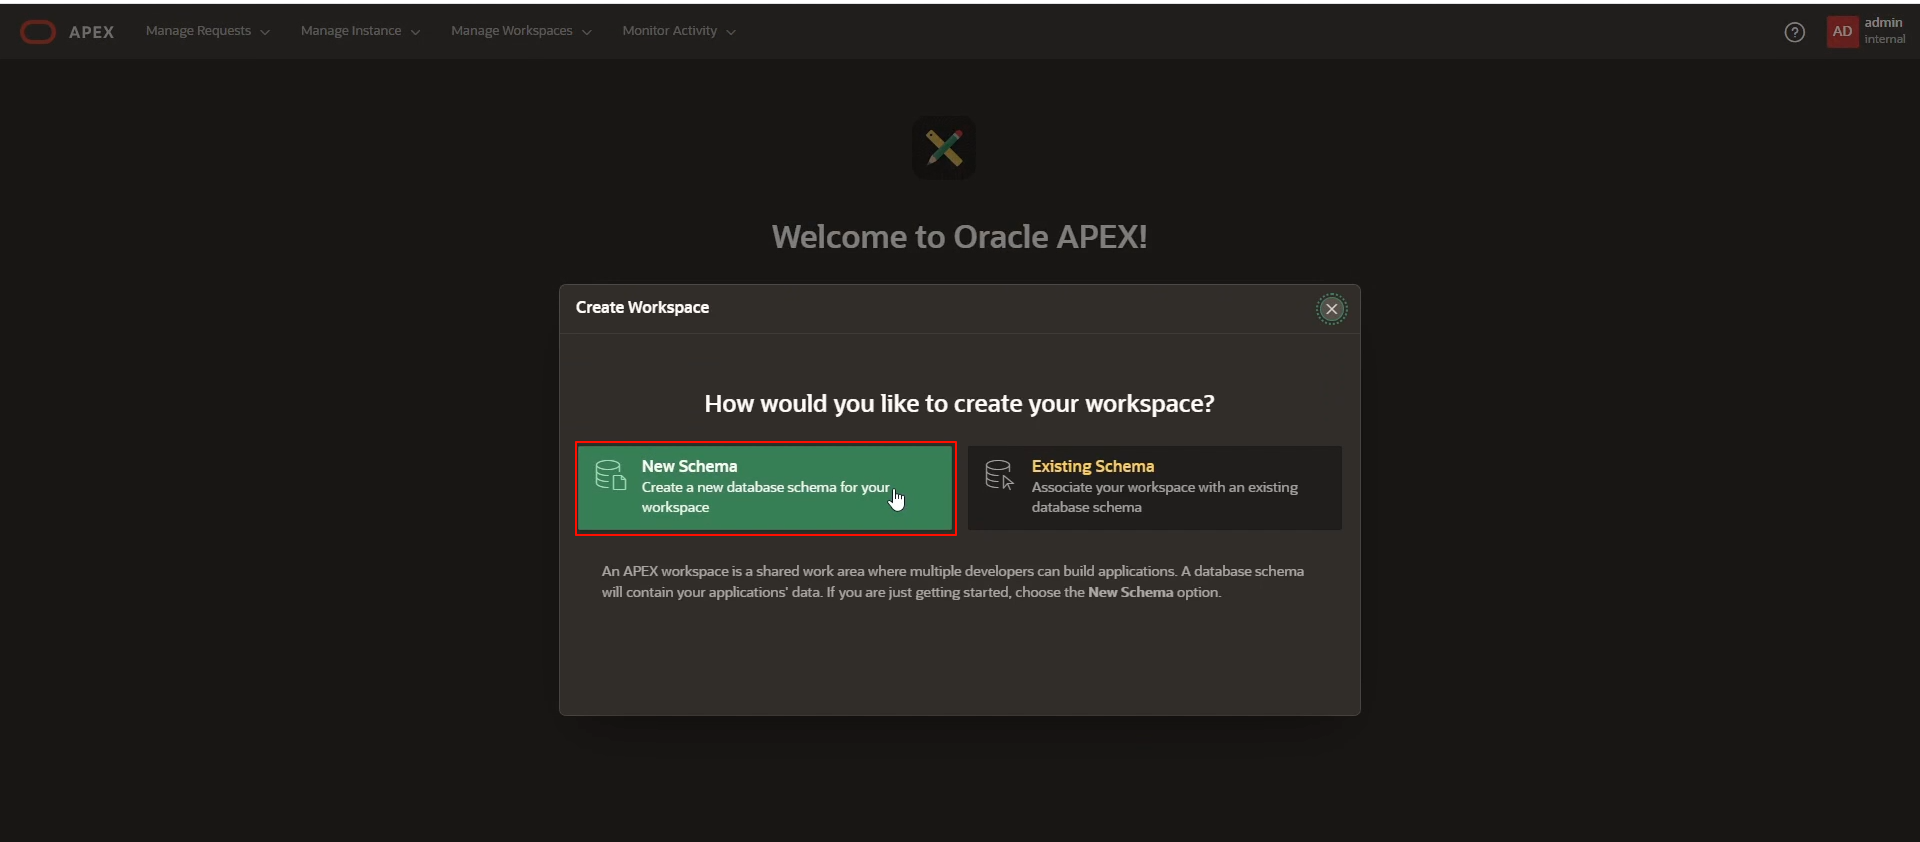 APEX
Manage Requests
Manage Instance
Manage Workspaces
Monitor Activity
?
AD
admin
internal
Welcome to Oracle APEX!
Create Workspace
How would you like to create your workspace?
New Schema
Create a new database schema for your
workspace
Existing Schema
Associate your workspace with an existing
database schema
An APEX workspace is a shared work area where multiple developers can build applications. A database schema
will contain your applications' data. If you are just getting started, choose the New Schema option.